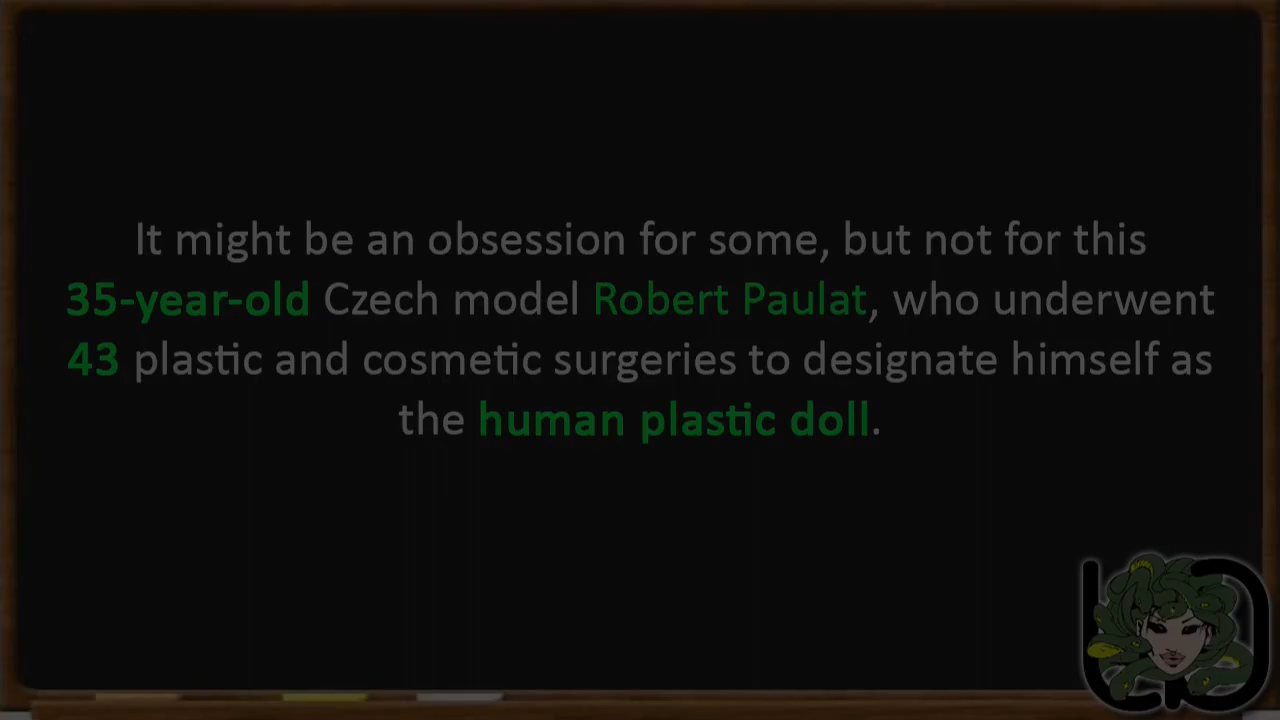 It might be an obsession for some, but not for this
35-year-old Czech model Robert Paulat, who underwent
43 plastic and cosmetic surgeries to designate himself as
the human plastic doll.